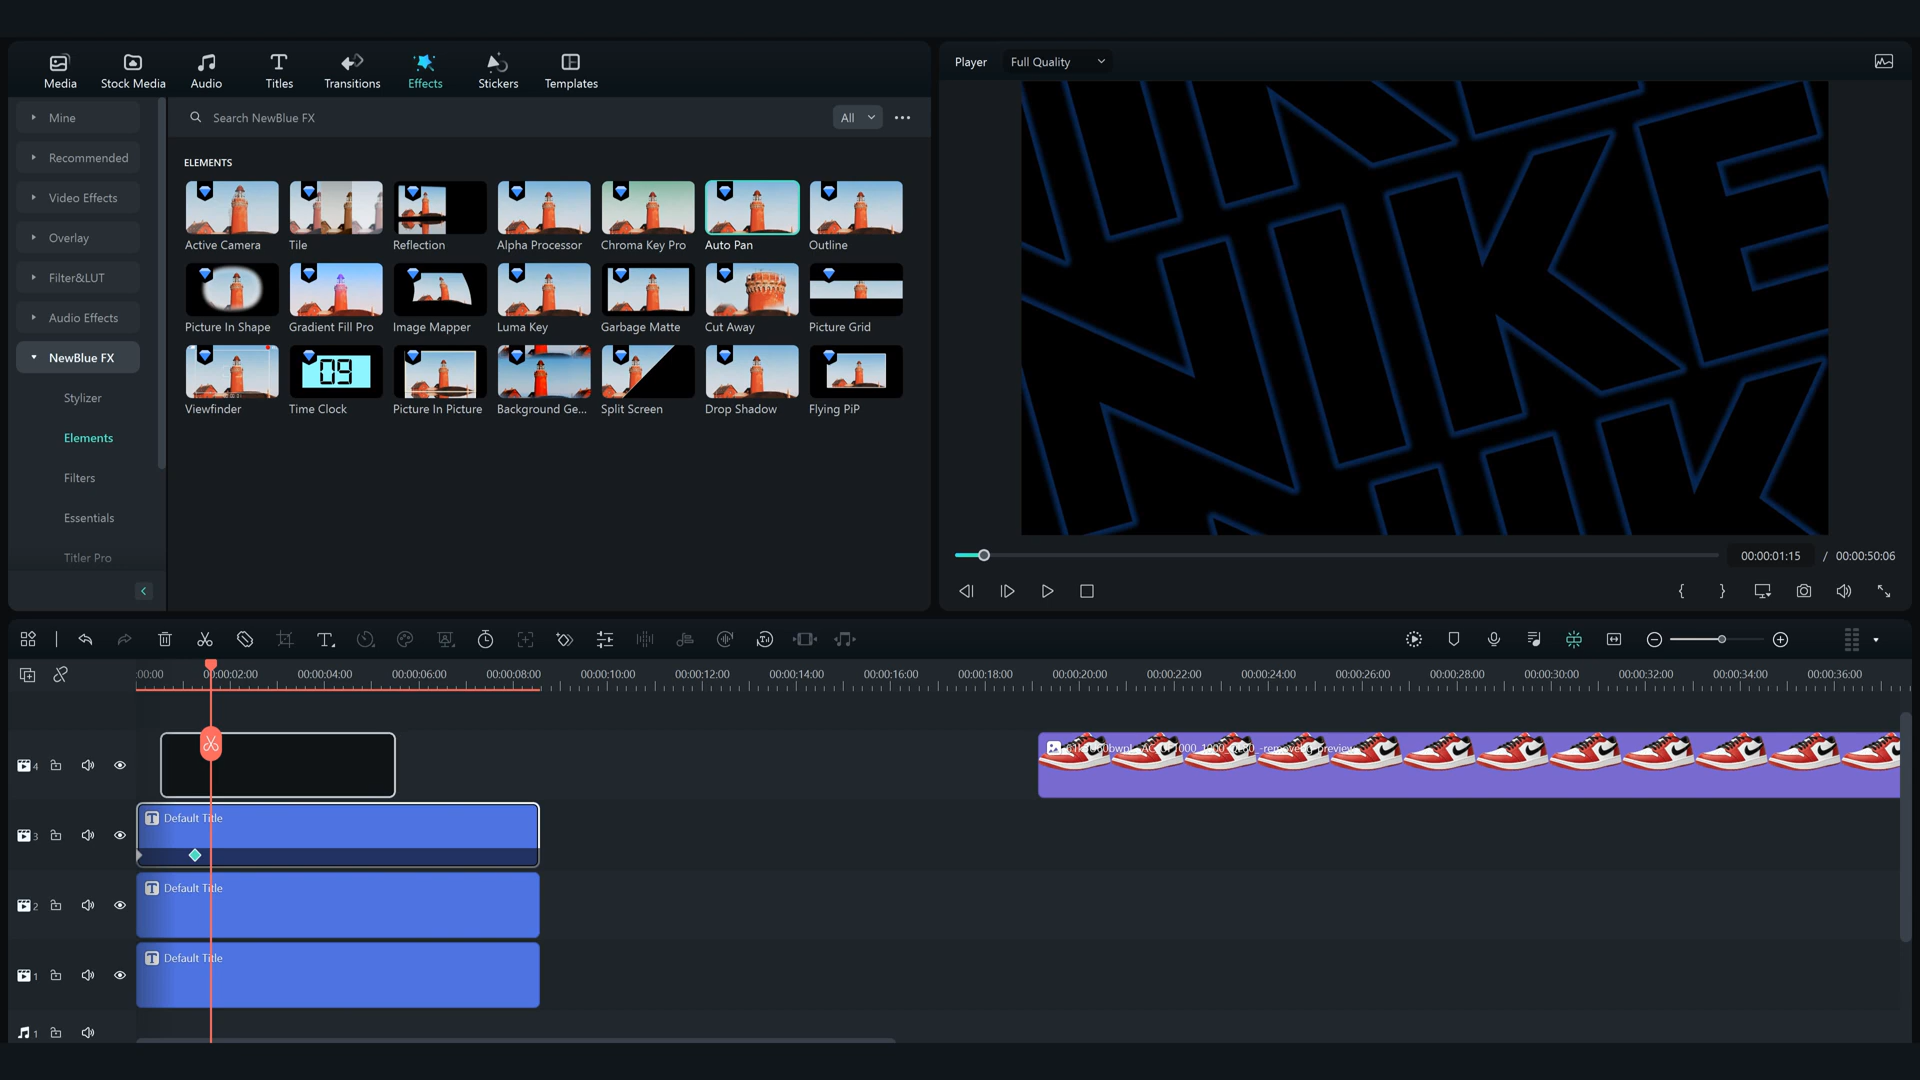 Media
Stock Media
Audio
Titles
Transitions
Effects
Stickers
Templates
Player
Full Quality
Mine
Recommended
Video Effects
Overlay
Filter&LUT
Audio Effects
NewBlue FX
Stylizer
Elements
Filters
Essentials
Titler Pro
Search NewBlue FX
All
ELEMENTS
Active Camera
Tile
Reflection
Alpha Processor
Chroma Key Pro
Auto Pan
Outline
Picture In Shape
Gradient Fill Pro
Image Mapper
Luma Key
Garbage Matte
Cut Away
Picture Grid
09
Viewfinder
Time Clock
Picture In Picture
Background Ge...
Split Screen
Drop Shadow
Flying PiP
NIKE
00:00:01:15 / 00:00:50:06
:00:00
00:00:02:00
00:00:04:00
00:00:06:00
00:00:08:00
00:00:10:00
00:00:12:00
00:00:14:00
00:00:16:00
00:00:18:00
00:00:20:00
00:00:22:00
00:00:24:00
00:00:26:00
00:00:28:00
00:00:30:00
00:00:32:00
00:00:34:00
00:00:36:00
4
3
Default Title
2
Default Title
1
Default Title
1